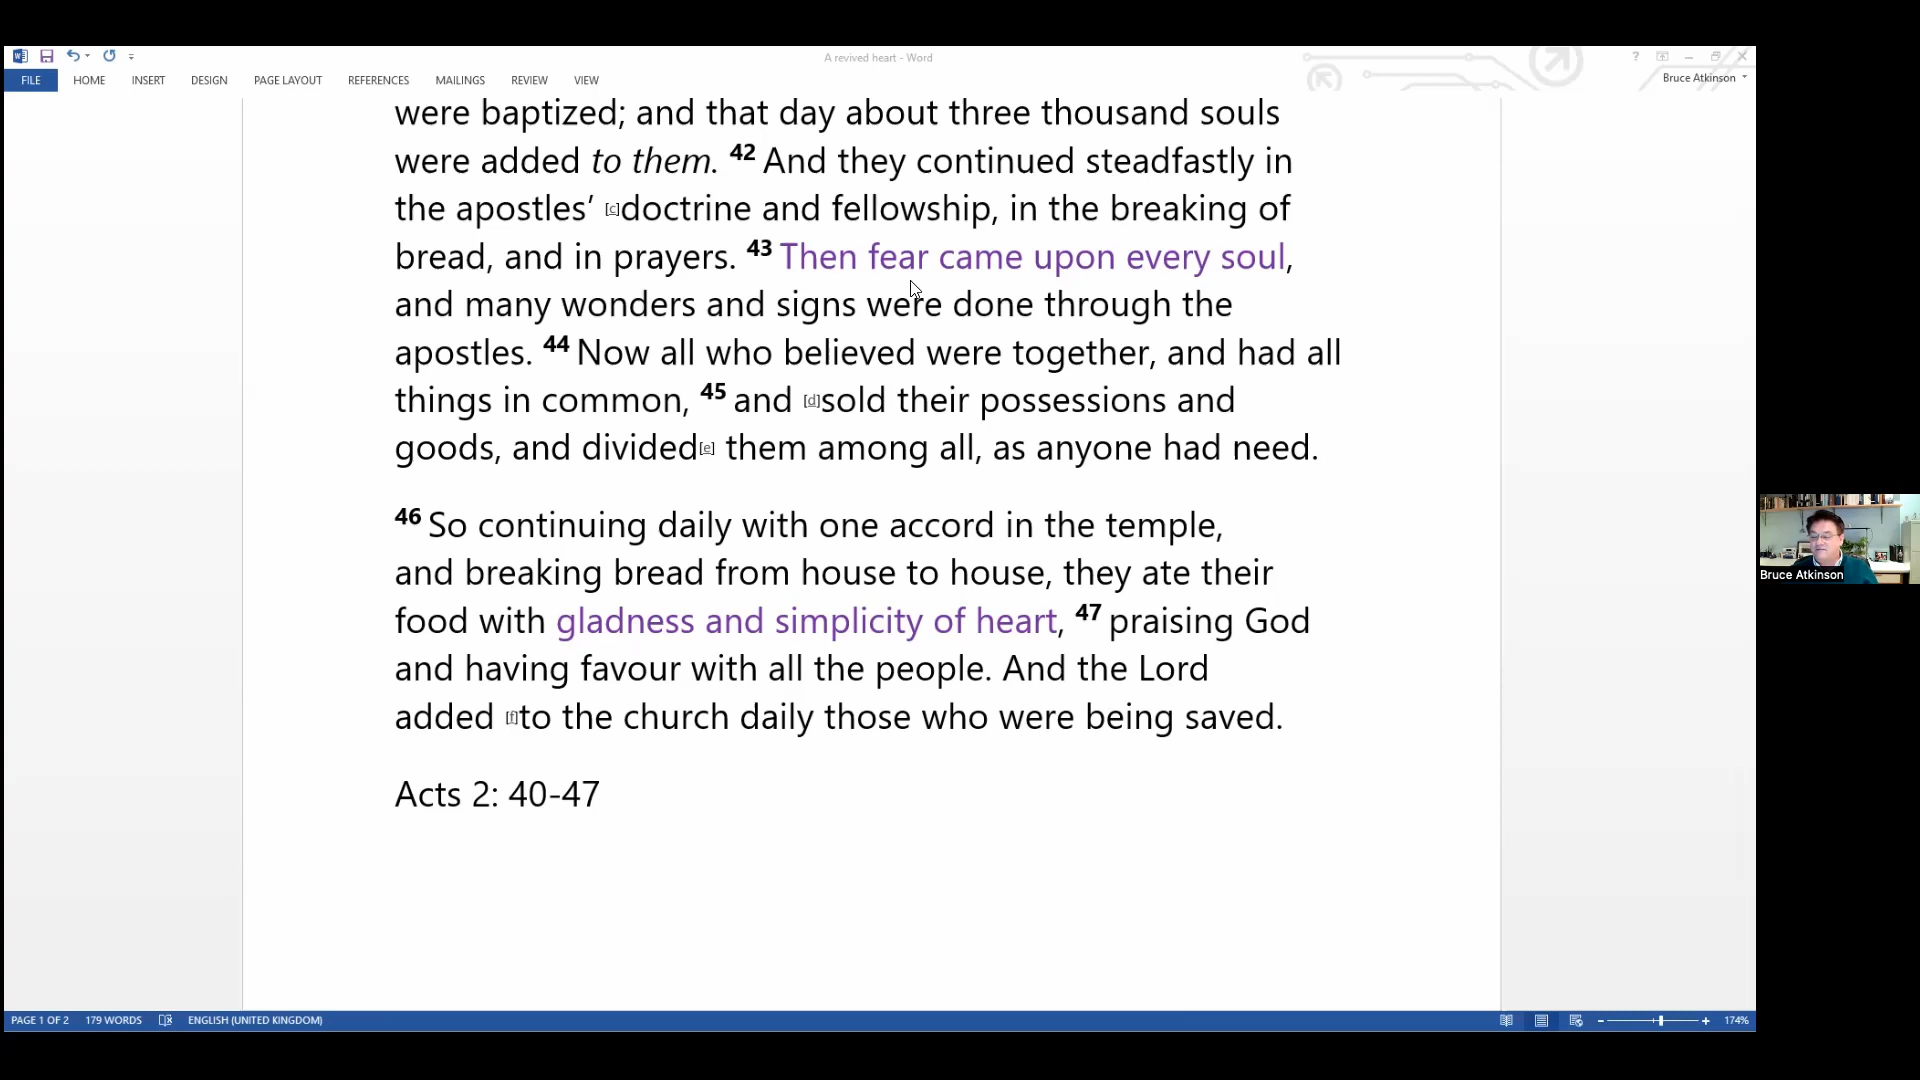 A revived heart - Word
?
FILE HOME INSERT DESIGN PAGE LAYOUT REFERENCES MAILINGS REVIEW VIEW
Bruce Atkinson
were baptized; and that day about three thousand souls
were added to them. 42 And they continued steadfastly in
the apostles’ [c]doctrine and fellowship, in the breaking of
bread, and in prayers. 43 Then fear came upon every soul,
and many wonders and signs were done through the
apostles. 44 Now all who believed were together, and had all
things in common, 45 and [d]sold their possessions and
goods, and divided[e] them among all, as anyone had need.
46 So continuing daily with one accord in the temple,
and breaking bread from house to house, they ate their
food with gladness and simplicity of heart, 47 praising God
and having favour with all the people. And the Lord
added [f]to the church daily those who were being saved.
Acts 2: 40-47
Bruce Atkinson
PAGE 1 OF 2 179 WORDS ENGLISH (UNITED KINGDOM)
174%